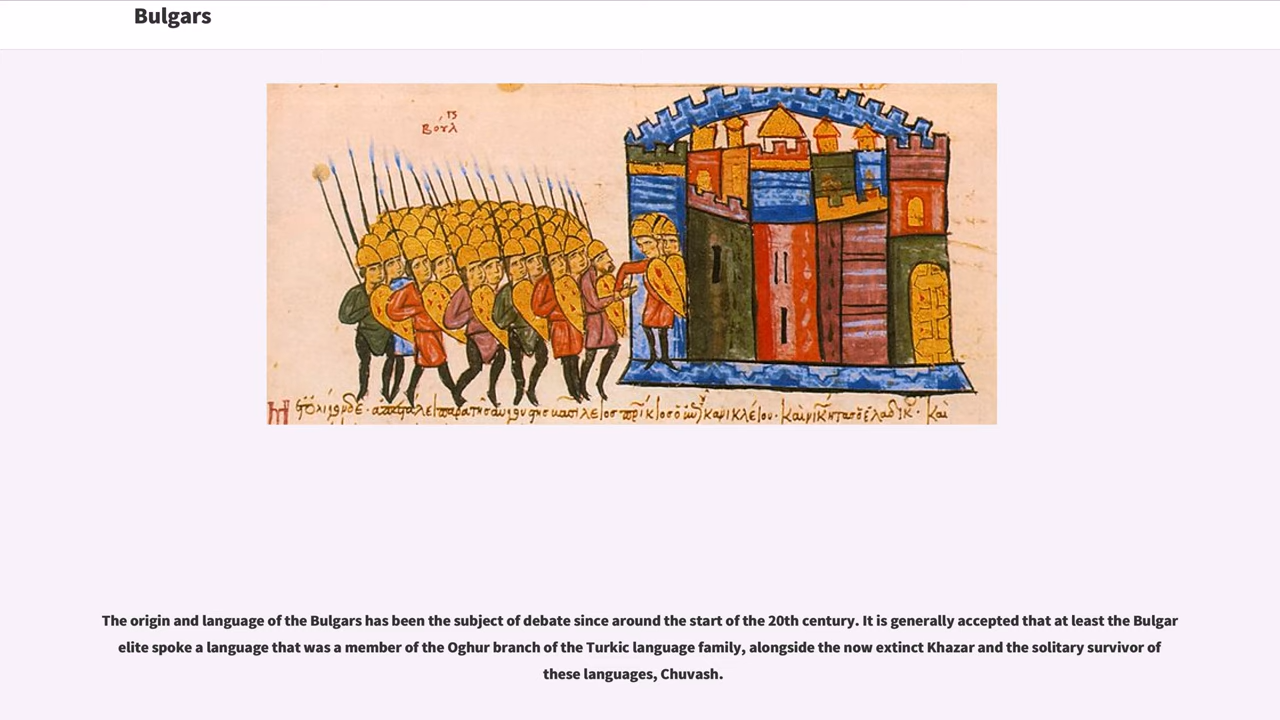 Bulgars
Βούλ
The origin and language of the Bulgars has been the subject of debate since around the start of the 20th century. It is generally accepted that at least the Bulgar
elite spoke a language that was a member of the Oghur branch of the Turkic language family, alongside the now extinct Khazar and the solitary survivor of
these languages, Chuvash.